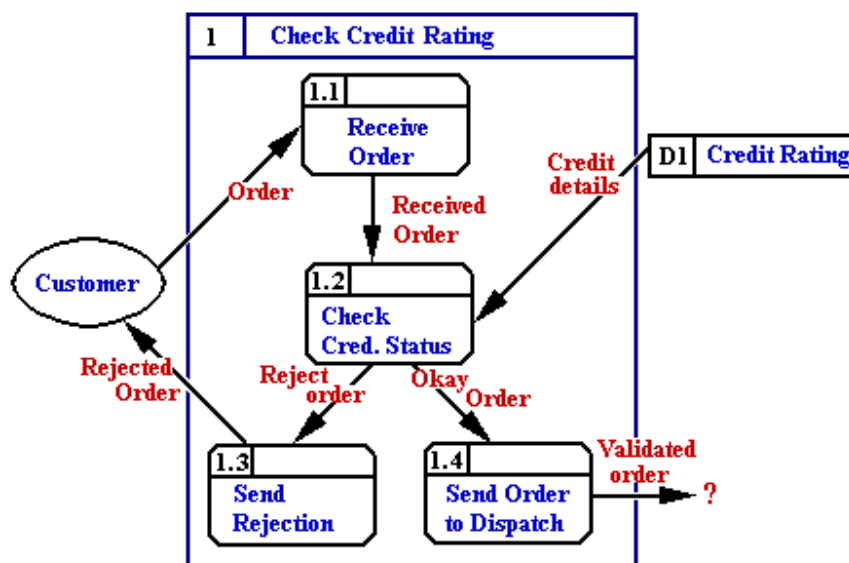 1 Check Credit Rating
1.1
Receive
Order
Order
Received
Order
Credit
details
D1 Credit Rating
Customer
1.2
Check
Cred. Status
Rejected
Order
Reject
order
Okay
Order
1.3
Send
Rejection
1.4
Send Order
to Dispatch
Validated
order
?